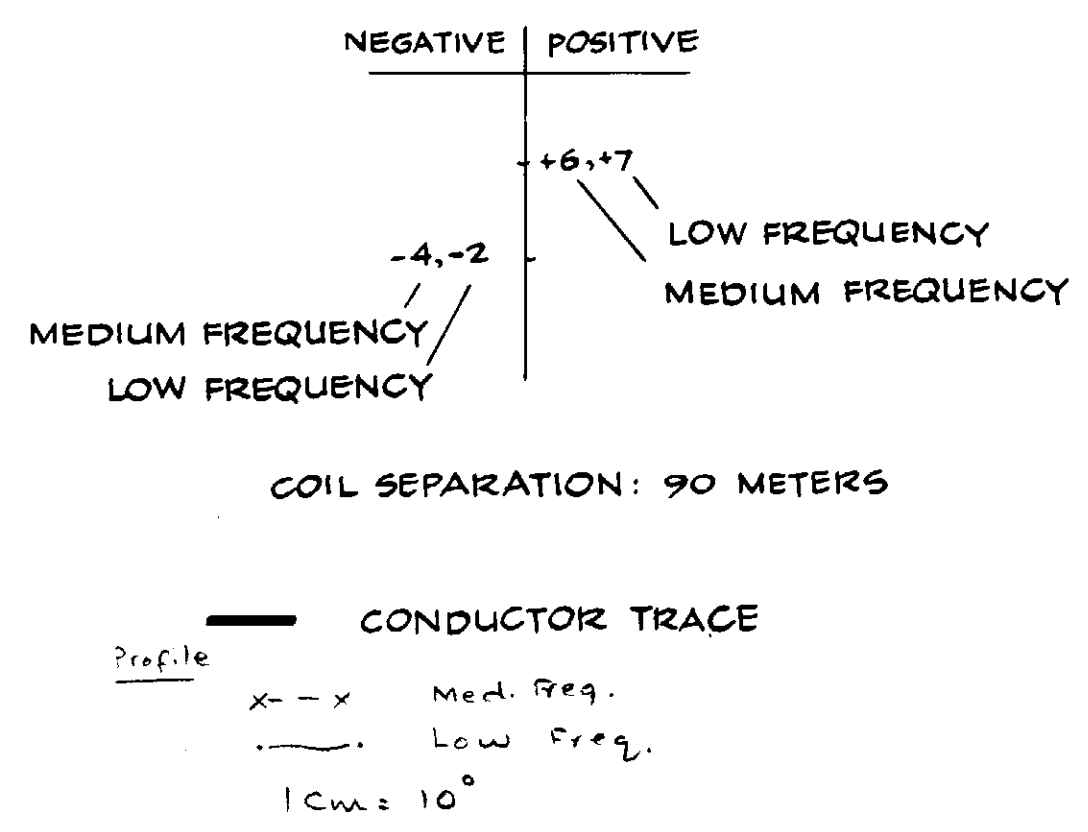 NEGATIVE POSITIVE
+6,+7
LOW FREQUENCY
-4,-2
MEDIUM FREQUENCY
MEDIUM FREQUENCY
LOW FREQUENCY
COIL SEPARATION: 90 METERS
CONDUCTOR TRACE
Profile
x- - x Med. Freq.
.——. Low Freq.
1 cm = 10°